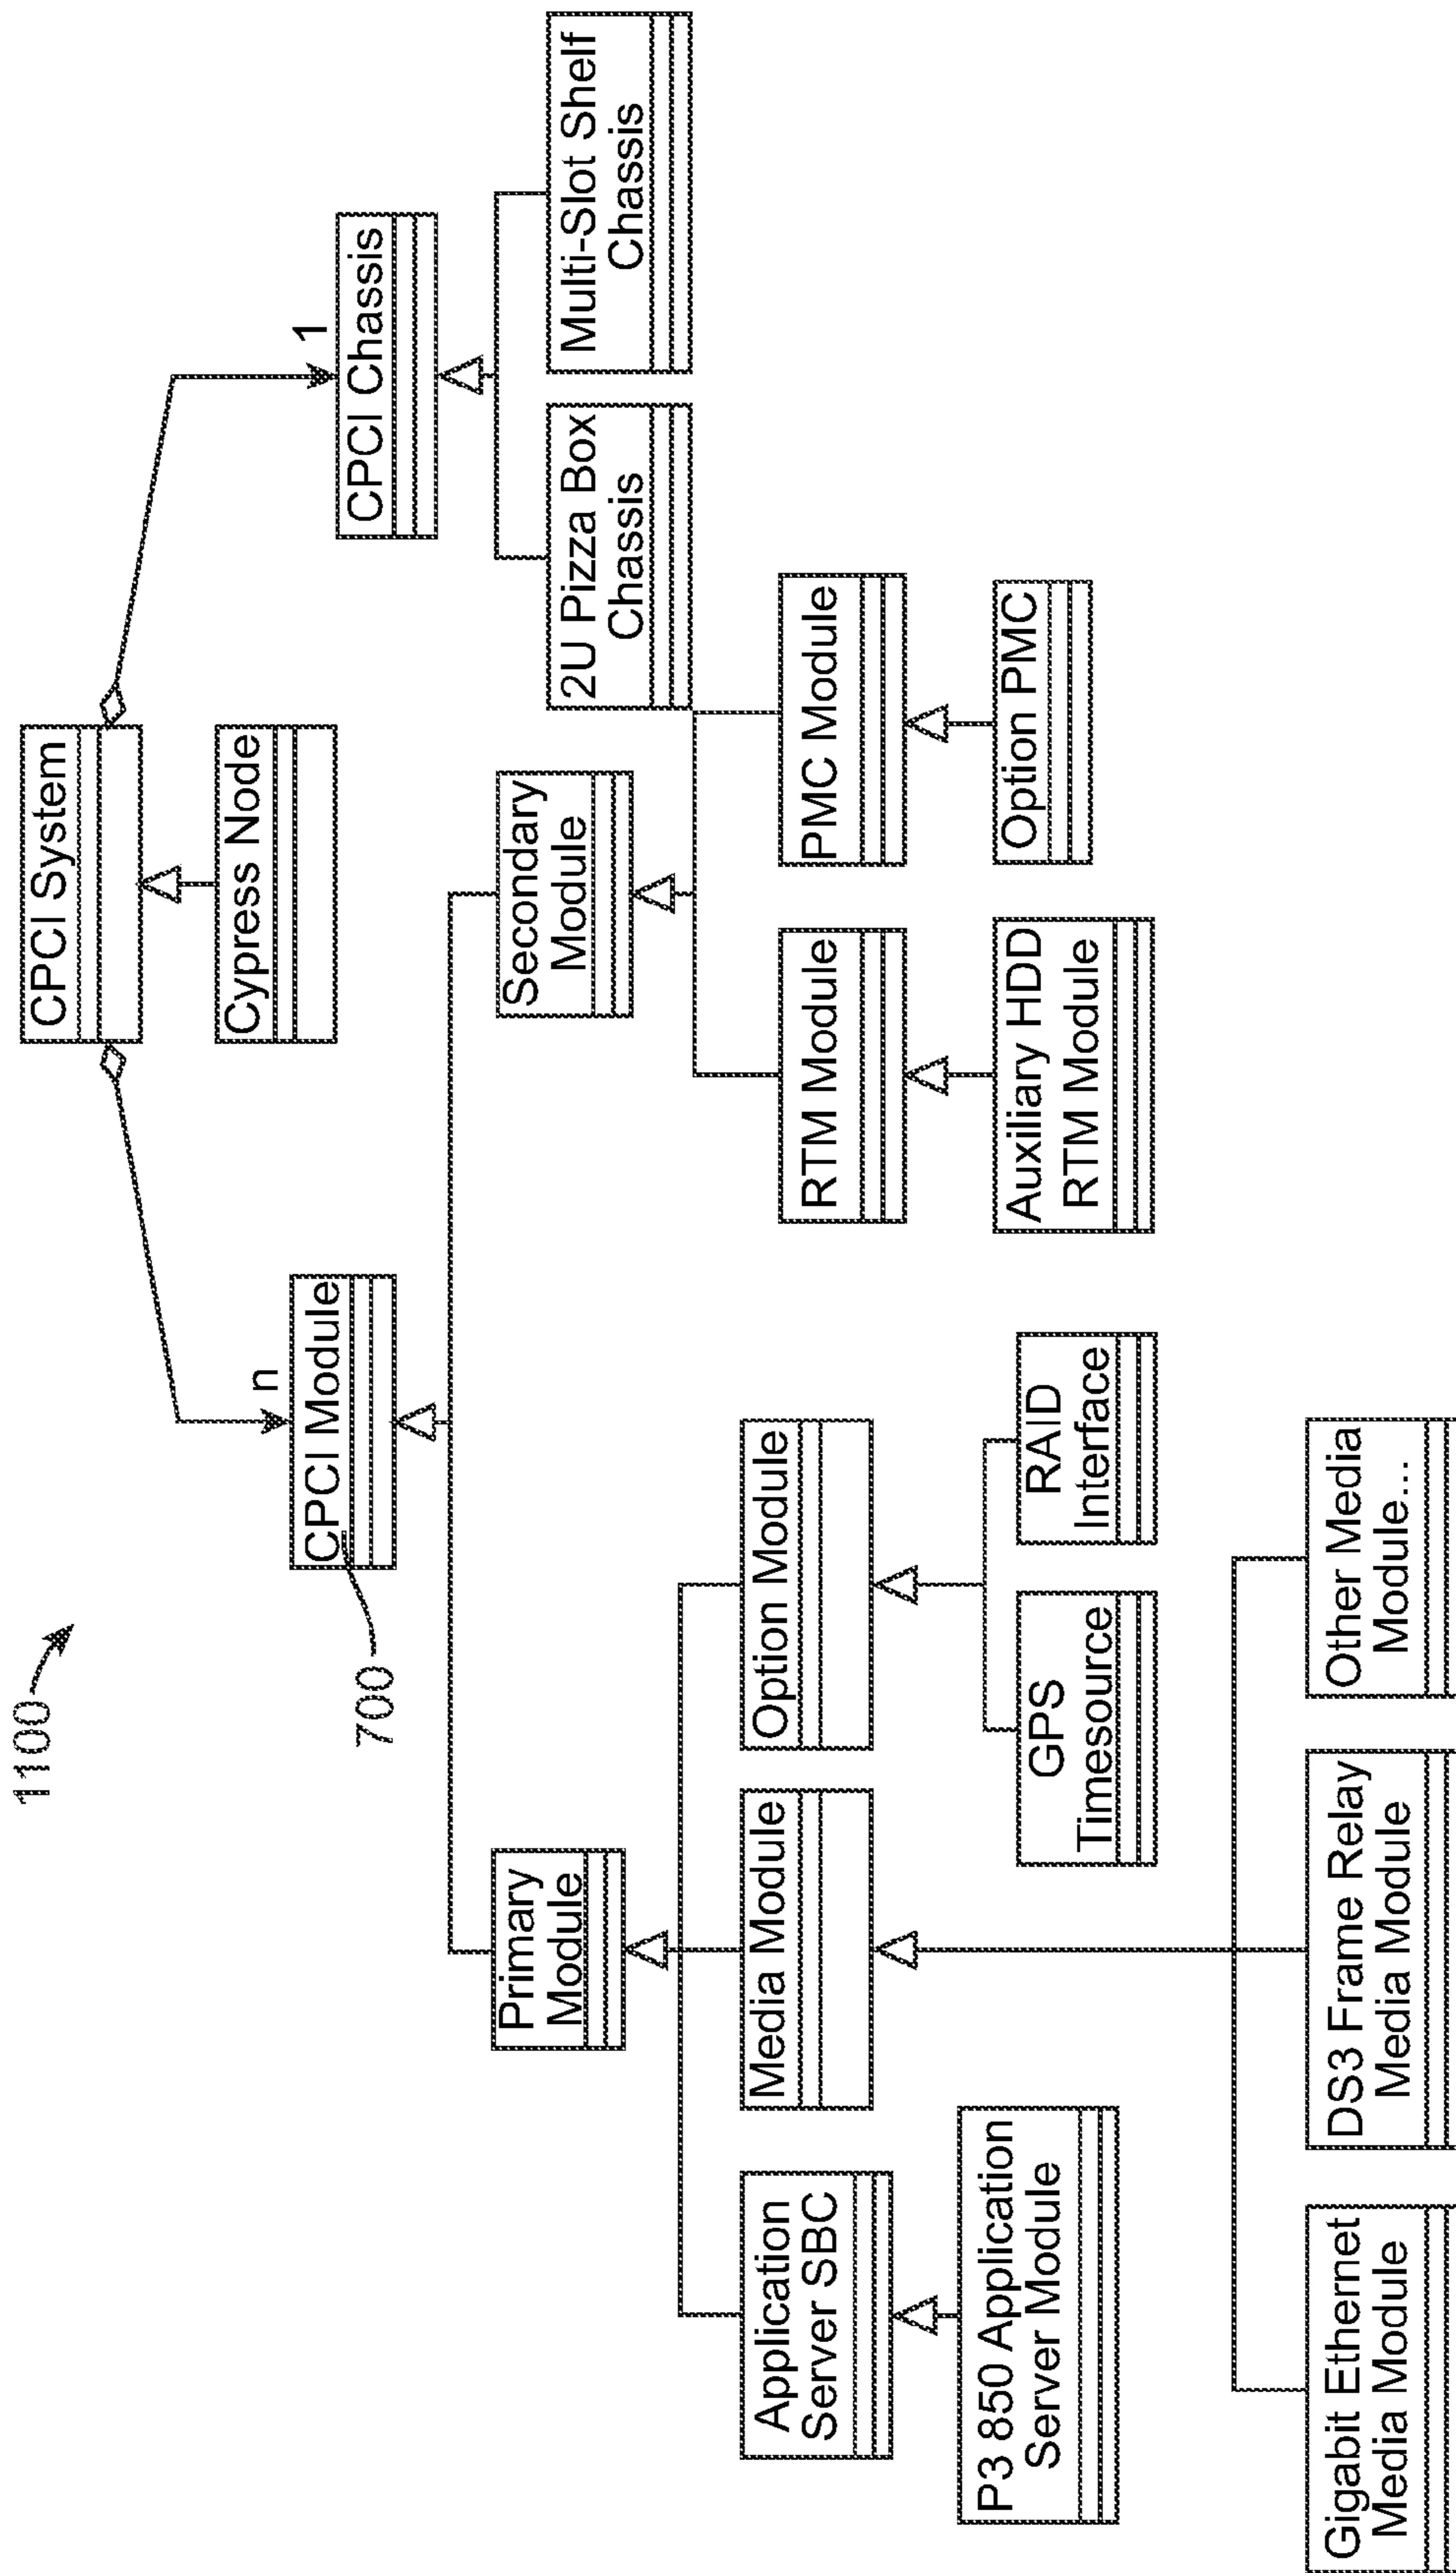 1100
CPCI System
Cypress Node
n
CPCI Module
700
1
CPCI Chassis
Primary
Module
Secondary
Module
2U Pizza Box
Chassis
Multi-Slot Shelf
Chassis
Application
Server SBC
Media Module
Option Module
RTM Module
PMC Module
P3 850 Application
Server Module
GPS
Timesource
RAID
Interface
Auxiliary HDD
RTM Module
Option PMC
Gigabit Ethernet
Media Module
DS3 Frame Relay
Media Module
Other Media
Module...